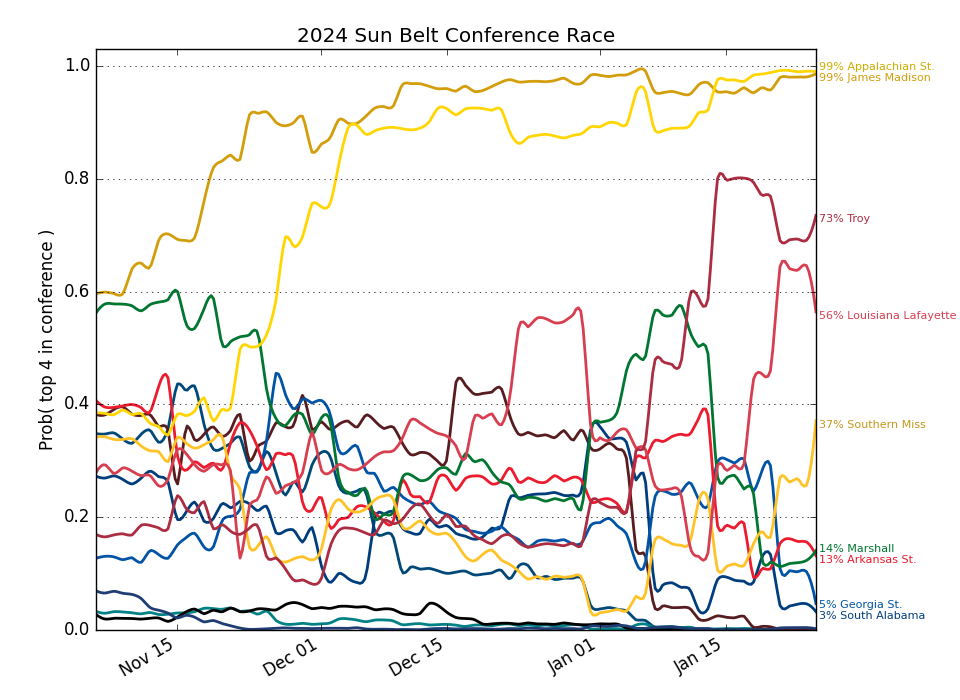 2024 Sun Belt Conference Race
Prob( top 4 in conference )
1.0
0.8
0.6
0.4
0.2
0.0
Nov 15
Dec 01
Dec 15
Jan 01
Jan 15
99% Appalachian St.
99% James Madison
73% Troy
56% Louisiana Lafayette
37% Southern Miss
14% Marshall
13% Arkansas St.
5% Georgia St.
3% South Alabama